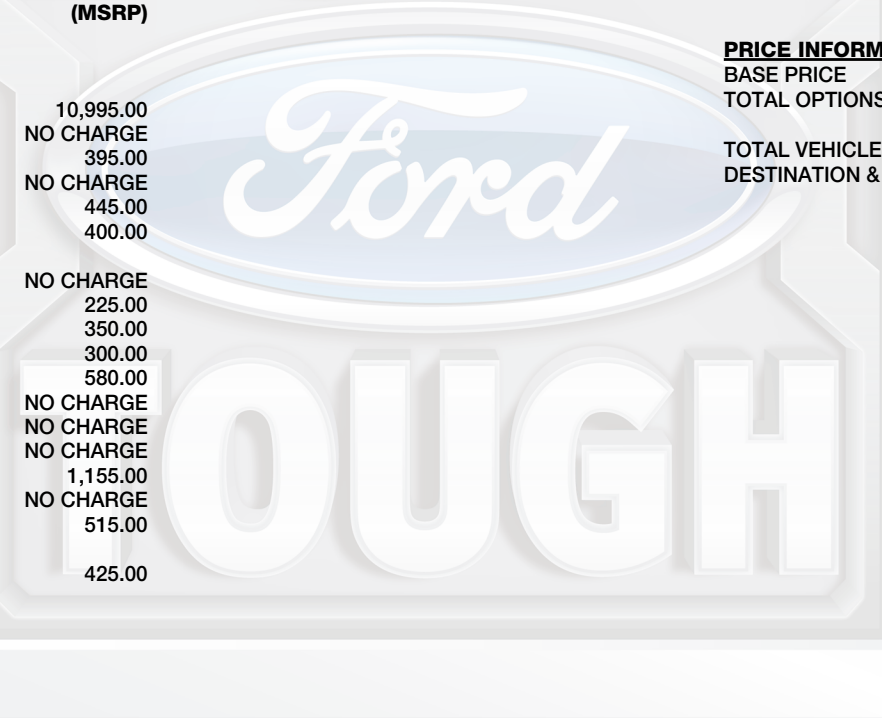 (MSRP)
10,995.00
NO CHARGE
395.00
NO CHARGE
445.00
400.00
NO CHARGE
225.00
350.00
300.00
580.00
NO CHARGE
NO CHARGE
NO CHARGE
1,155.00
NO CHARGE
515.00
425.00
PRICE INFORM
BASE PRICE
TOTAL OPTIONS
TOTAL VEHICLE
DESTINATION &
Ford
TOUGH